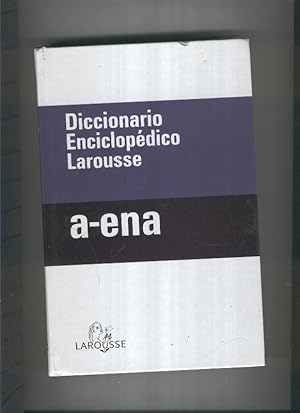 Diccionario
Enciclopédico
Larousse
a-ena
LAROUSSE